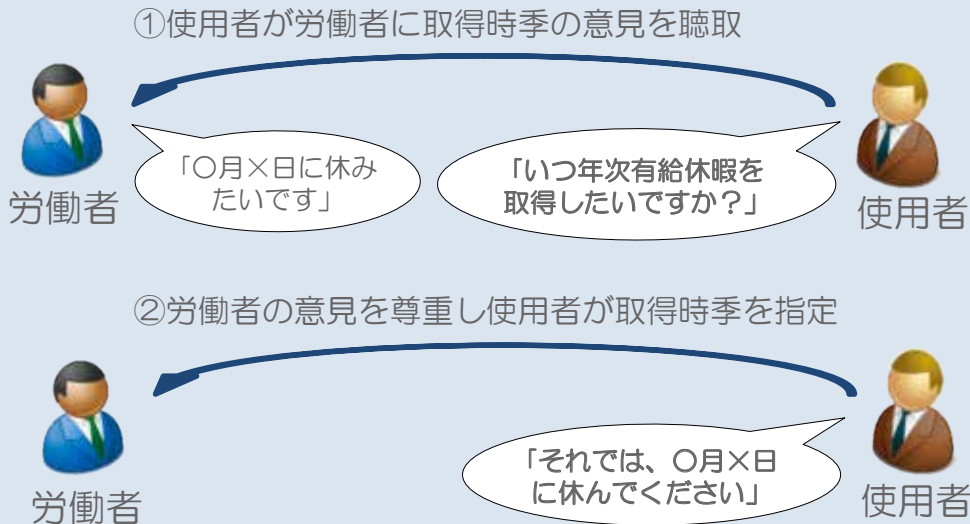 ①使用者が労働者に取得時季の意見を聴取
「〇月×日に休み
たいです」
「いつ年次有給休暇を
取得したいですか？」
労働者
使用者
②労働者の意見を尊重し使用者が取得時季を指定
「それでは、〇月×日
に休んでください」
労働者
使用者